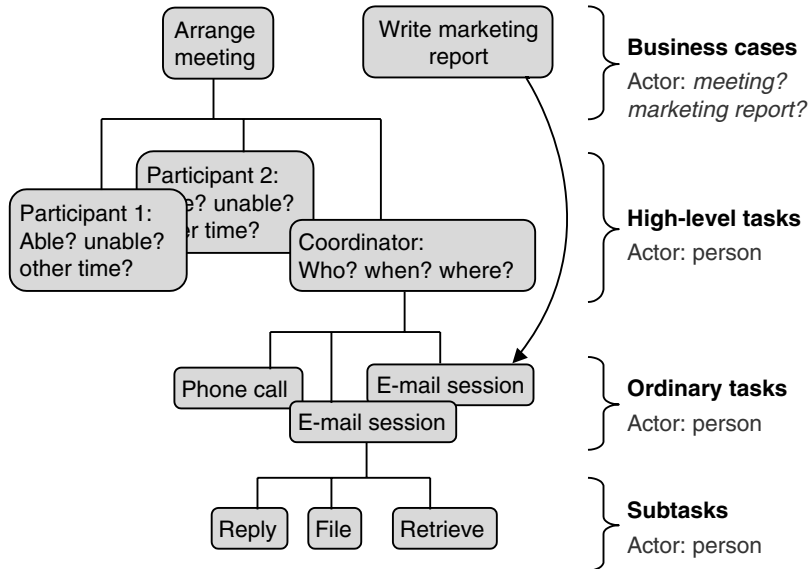 Arrange
meeting
Write marketing
report
Business cases
Actor: meeting?
marketing report?
Participant 2:
e? unable?
er time?
Participant 1:
Able? unable?
other time?
Coordinator:
Who? when? where?
High-level tasks
Actor: person
Phone call
E-mail session
E-mail session
Ordinary tasks
Actor: person
Reply
File
Retrieve
Subtasks
Actor: person